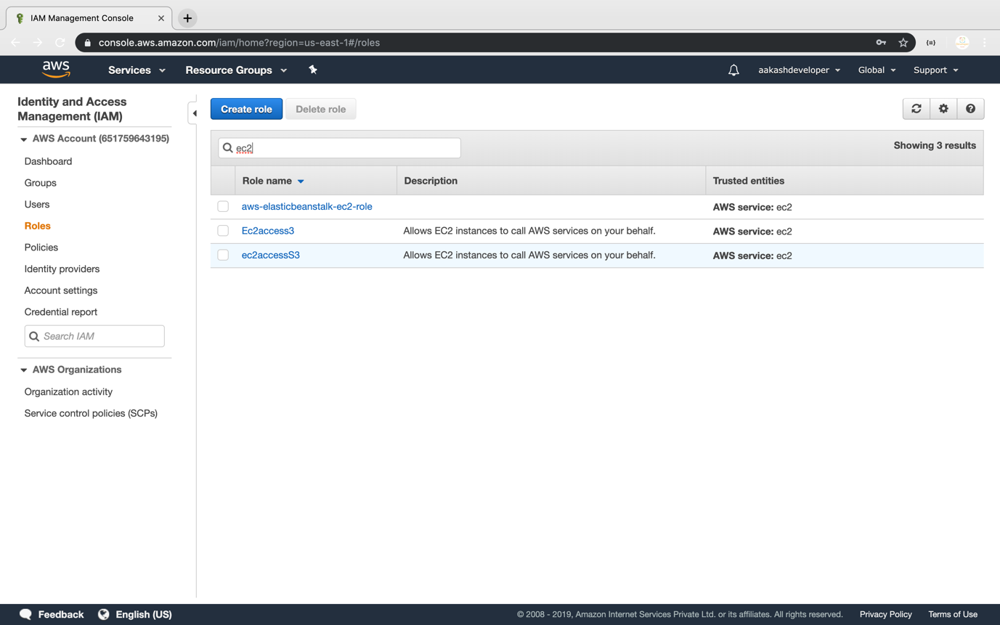 IAM Management Console
console.aws.amazon.com/iam/home?region=us-east-1#/roles
aws
Services
Resource Groups
aakashdeveloper
Global
Support
Identity and Access
Management (IAM)
AWS Account (651759643195)
Dashboard
Groups
Users
Roles
Policies
Identity providers
Account settings
Credential report
Search IAM
AWS Organizations
Organization activity
Service control policies (SCPs)
Create role
Delete role
ec2
Showing 3 results
Role name
Description
Trusted entities
aws-elasticbeanstalk-ec2-role
AWS service: ec2
Ec2access3
Allows EC2 instances to call AWS services on your behalf.
AWS service: ec2
ec2accessS3
Allows EC2 instances to call AWS services on your behalf.
AWS service: ec2
Feedback
English (US)
© 2008 - 2019, Amazon Internet Services Private Ltd. or its affiliates. All rights reserved.
Privacy Policy
Terms of Use